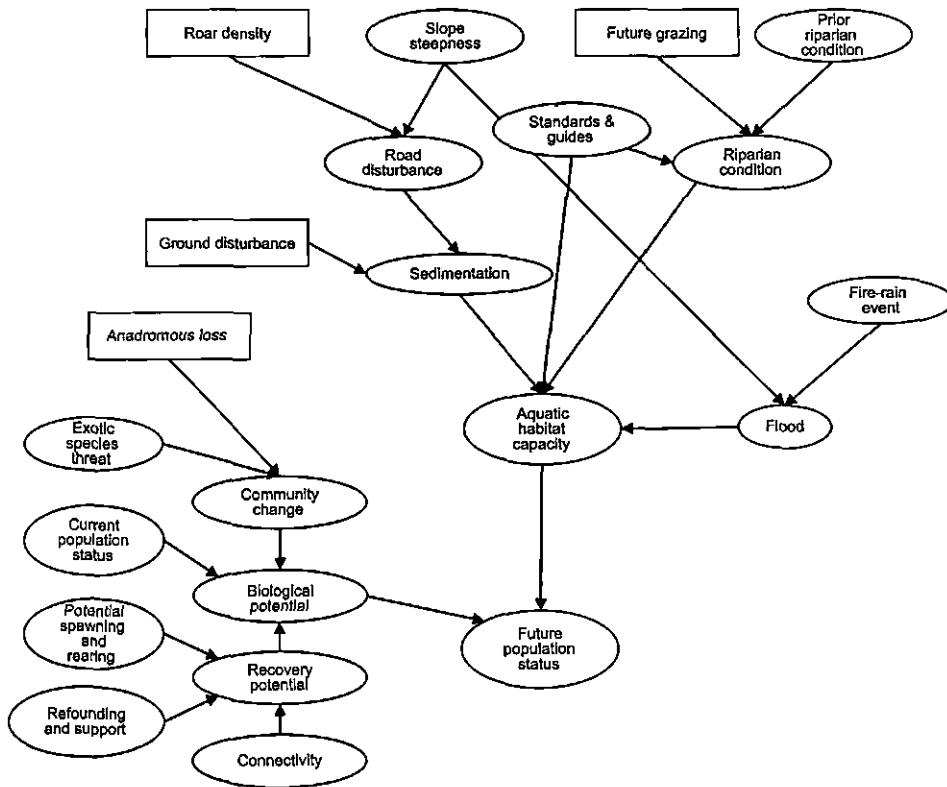 Roar density
Slope
steepness
Future grazing
Prior
riparian
condition
Standards &
guides
Road
disturbance
Riparian
condition
Ground disturbance
Sedimentation
Fire-rain
event
Anadromous loss
Aquatic
habitat
capacity
Flood
Exotic
species
threat
Community
change
Current
population
status
Biological
potential
Potential
spawning
and
rearing
Future
population
status
Recovery
potential
Refounding
and support
Connectivity